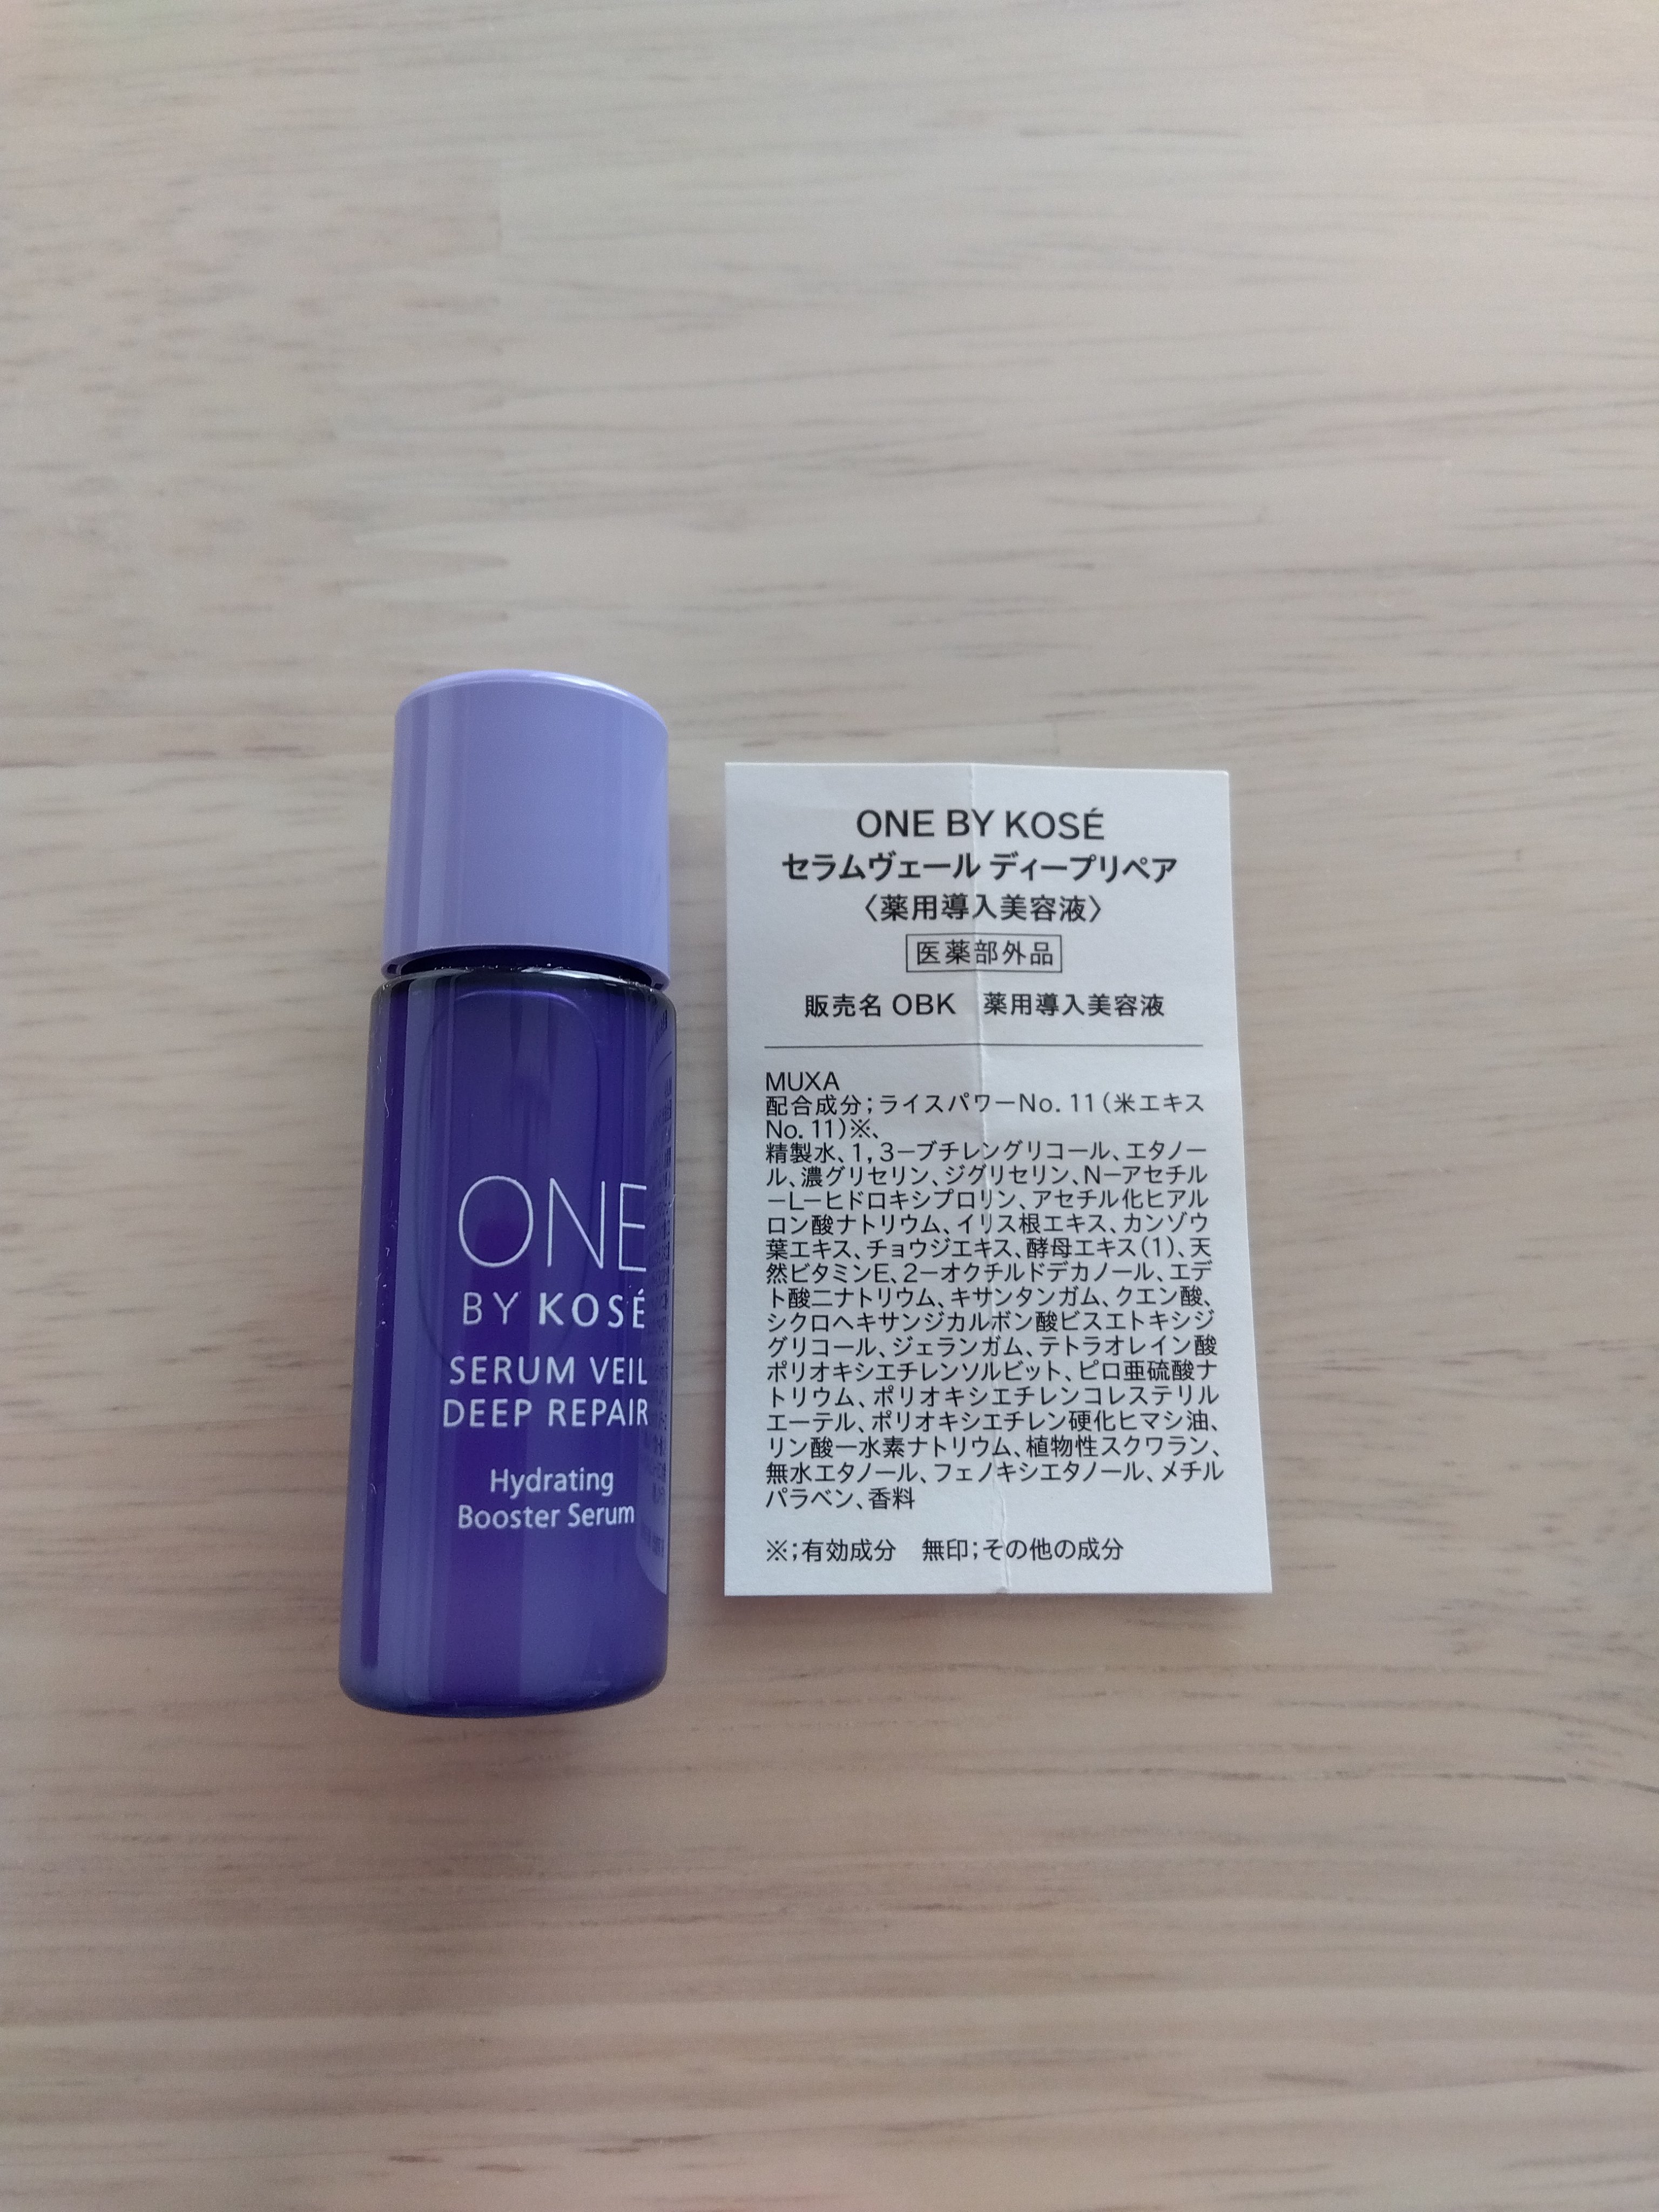 ONE
BY KOSÉ
SERUM VEIL
DEEP REPAIR
Hydrating
Booster Serum
ONE BY KOSÉ
セラムヴェール ディープリペア
〈薬用導入美容液〉
医薬部外品
販売名 OBK　薬用導入美容液
MUXA
配合成分；ライスパワーNo. 11（米エキス
No. 11）※、
精製水、1，3－ブチレングリコール、エタノー
ル、濃グリセリン、ジグリセリン、N－アセチル
－L－ヒドロキシプロリン、アセチル化ヒアル
ロン酸ナトリウム、イリス根エキス、カンゾウ
葉エキス、チョウジエキス、酵母エキス（1）、天
然ビタミンE、2－オクチルドデカノール、エデ
ト酸二ナトリウム、キサンタンガム、クエン酸、
シクロヘキサンジカルボン酸ビスエトキシジ
グリコール、ジェランガム、テトラオレイン酸
ポリオキシエチレンソルビット、ピロ亜硫酸ナ
トリウム、ポリオキシエチレンコレステリル
エーテル、ポリオキシエチレン硬化ヒマシ油、
リン酸一水素ナトリウム、植物性スクワラン、
無水エタノール、フェノキシエタノール、メチル
パラベン、香料
※；有効成分　無印；その他の成分